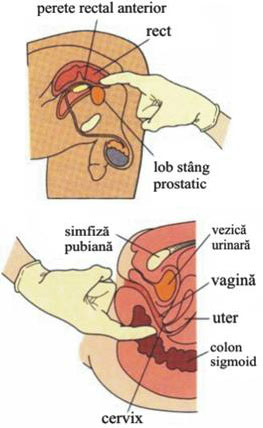 perete rectal anterior
rect
lob stâng
prostatic
simfiză
pubiană
vezică
urinară
vagină
uter
colon
sigmoid
cervix